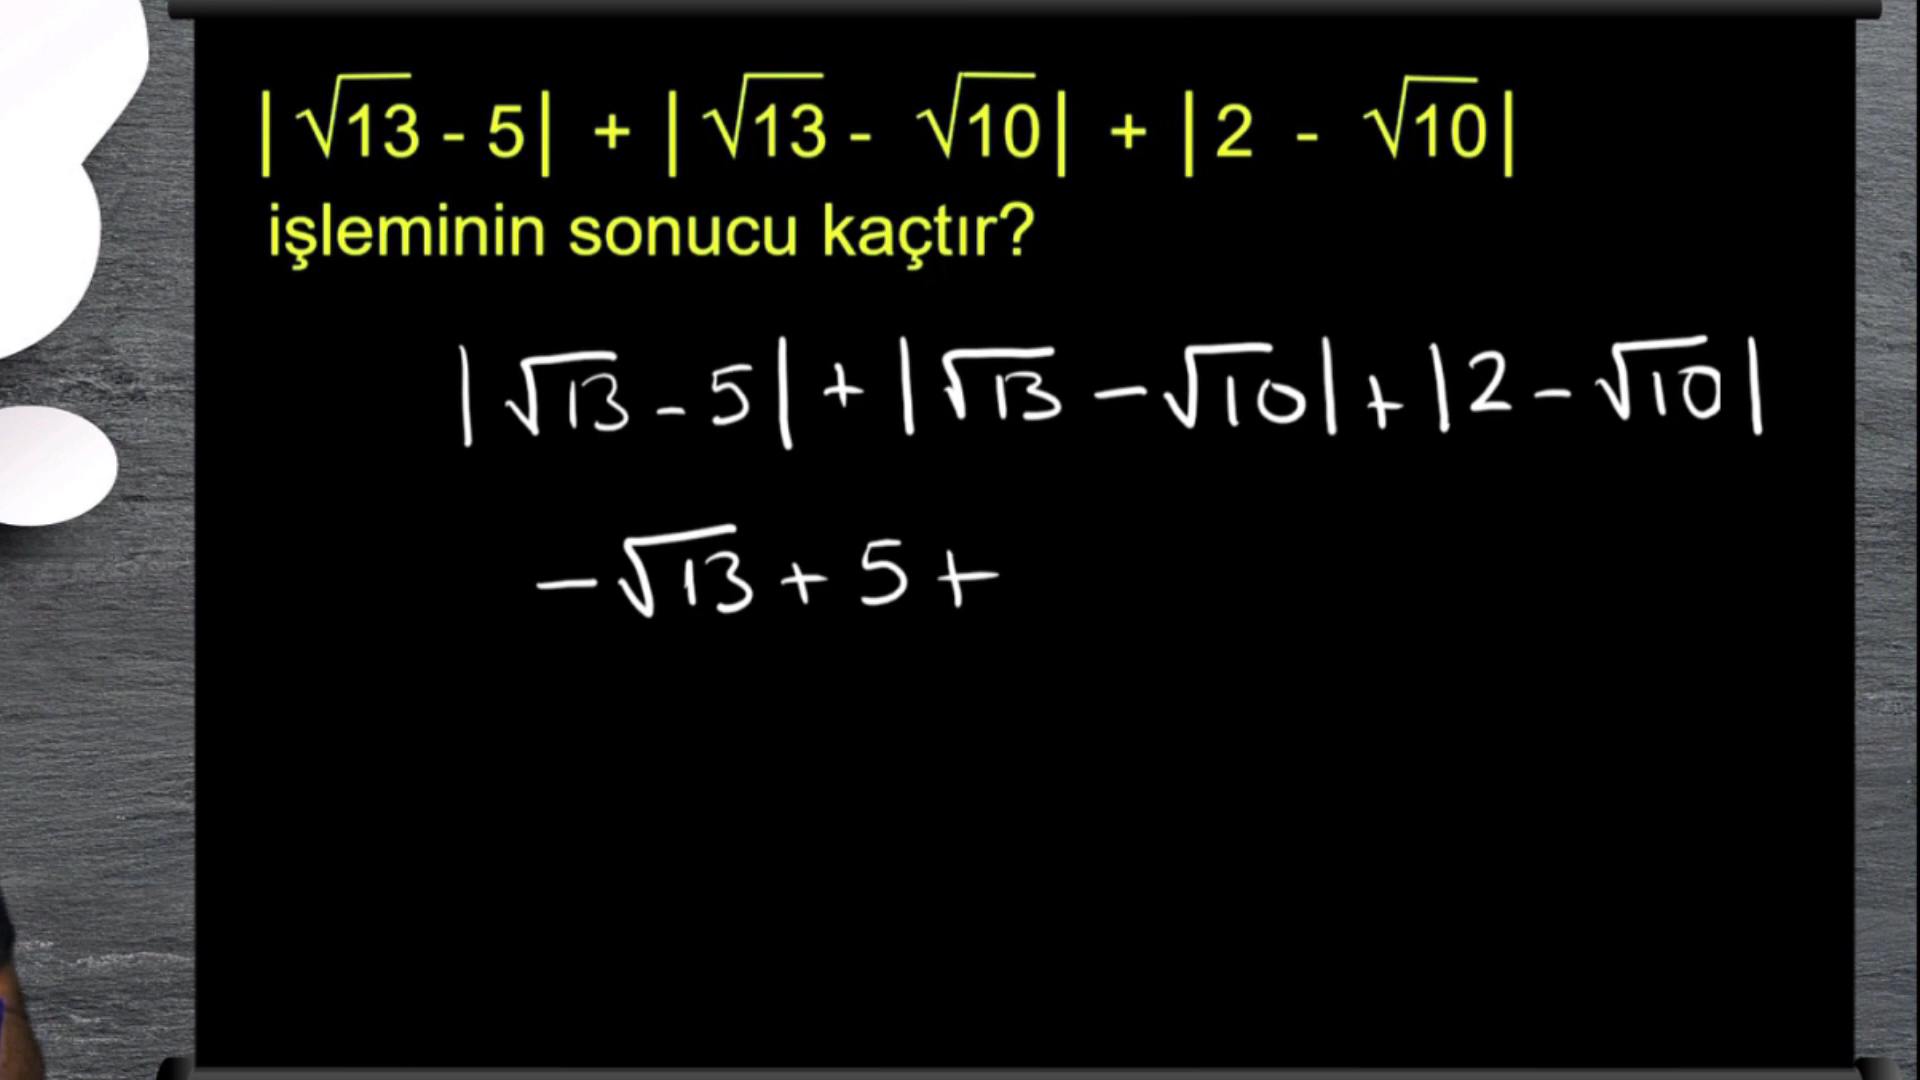 |√13 - 5| + |√13 - √10| + |2 - √10|
işleminin sonucu kaçtır?
|√13 - 5| + |√13 - √10| + |2 - √10|
-√13 + 5 +